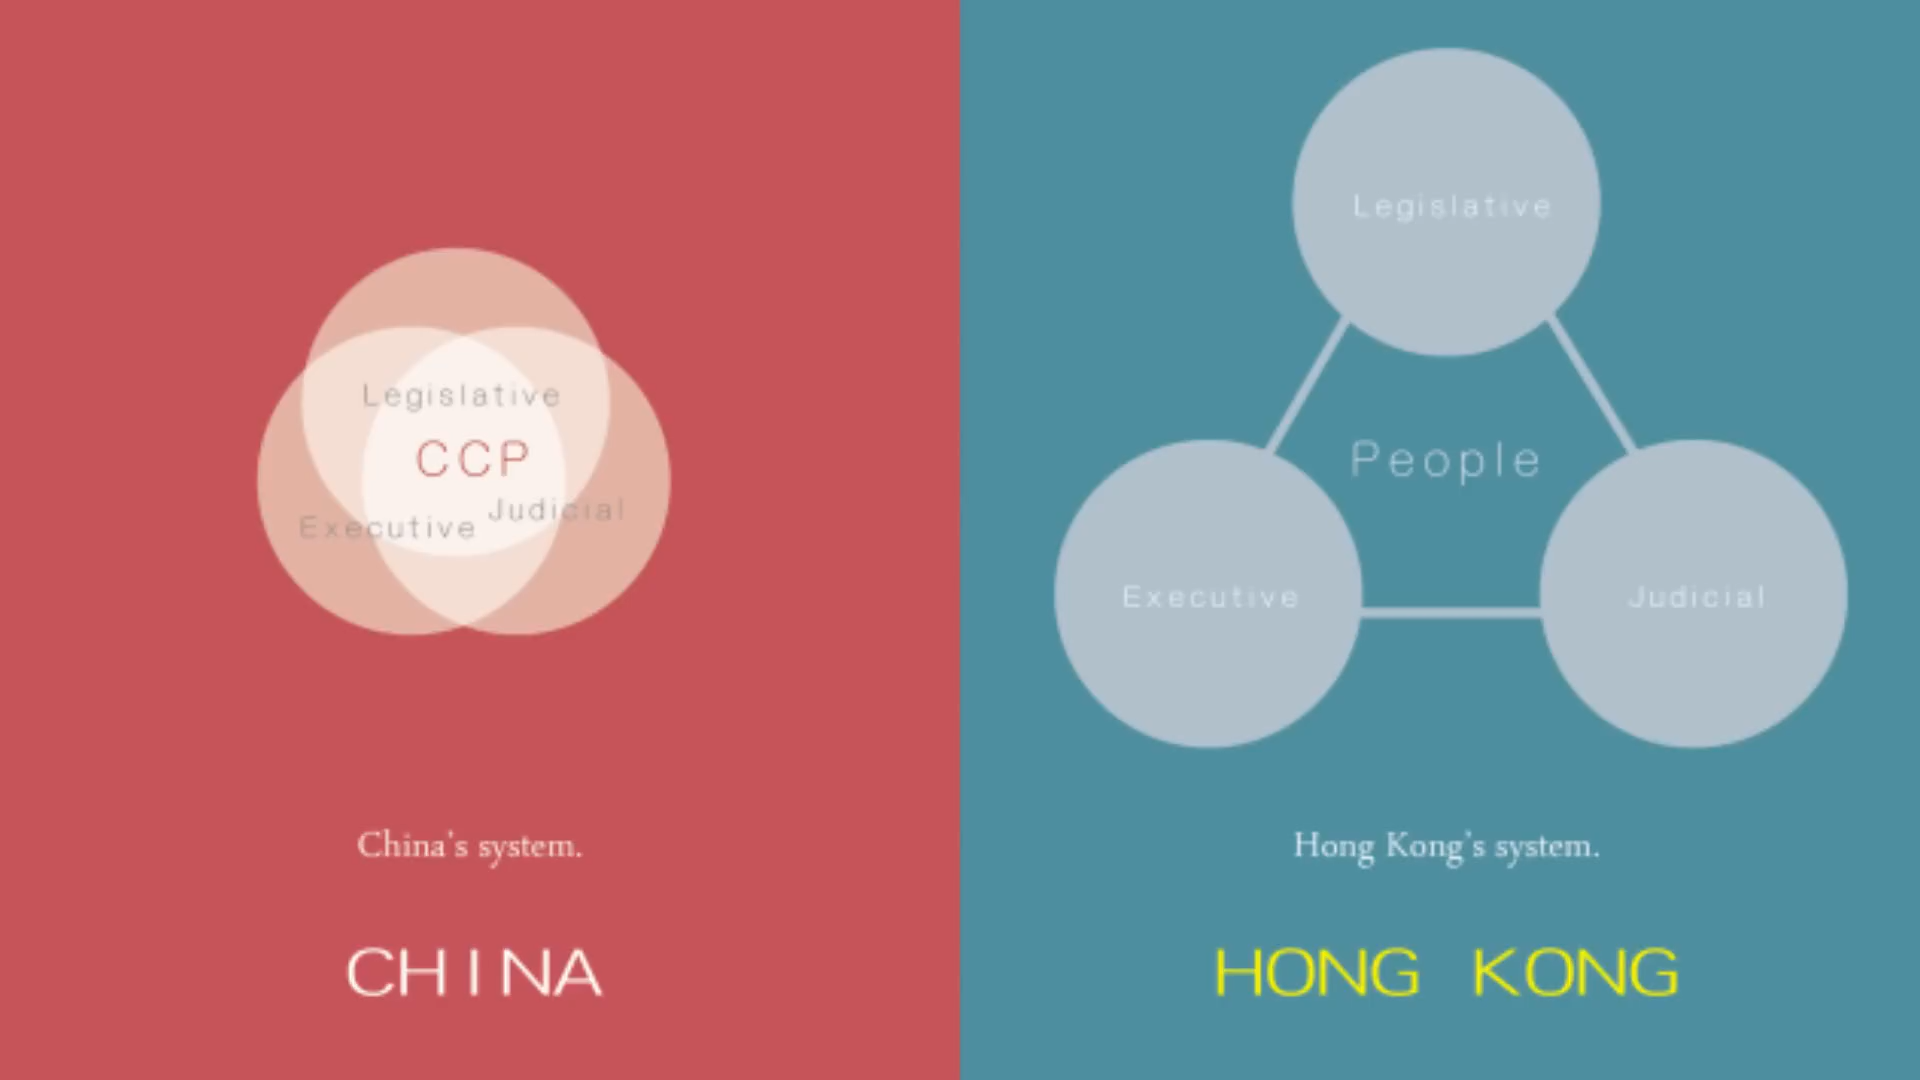 Legislative
CCP
Judicial
Executive
China's system.
CHINA
Legislative
People
Executive
Judicial
Hong Kong's system.
HONG KONG